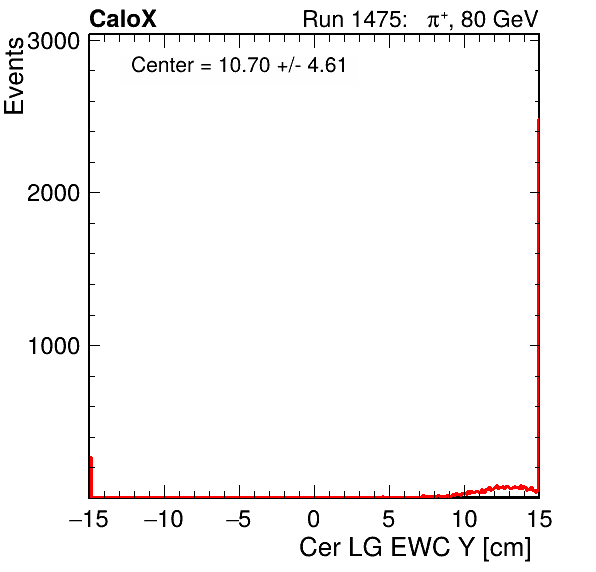 CaloX Run 1475: π⁺, 80 GeV
Center = 10.70 +/- 4.61
Events
3000
2000
1000
−15 −10 −5 0 5 10 15
Cer LG EWC Y [cm]